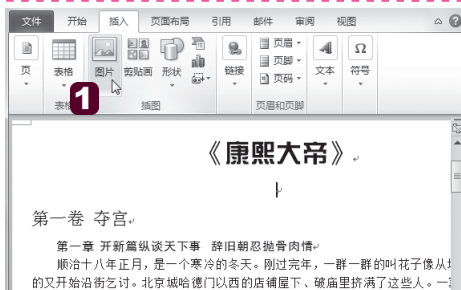 文件 开始 插入 页面布局 引用 邮件 审阅 视图
页 表格 图片 剪贴画 形状 链接 页眉 页脚 页码 文本 符号
A Ω
1
表格 插图 页眉和页脚
《康熙大帝》
第一卷 夺宫
第一章 开新篇纵谈天下事 辞旧朝忍抛骨肉情
顺治十八年正月，是一个寒冷的冬天。刚过完年，一群一群的叫花子像从
的又开始沿街乞讨。北京城哈德门以西的店铺屋下、破庙里挤满了这些人。一